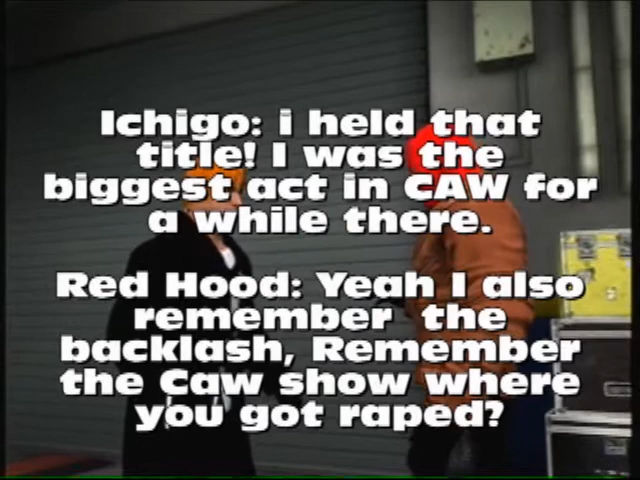 Ichigo: i held that
title! I was the
biggest act in CAW for
a while there.
Red Hood: Yeah I also
remember the
backlash, Remember
the Caw show where
you got raped?